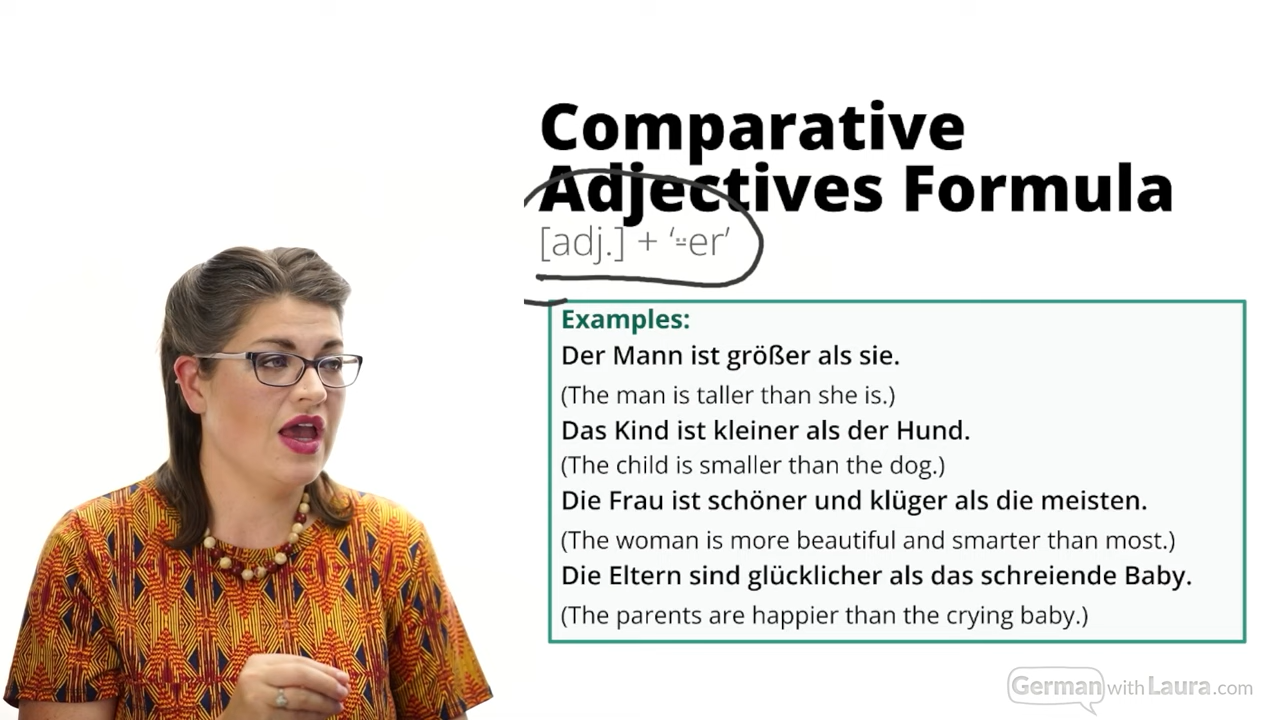 Comparative
Adjectives Formula
[adj.] + ‘⸚er’
Examples:
Der Mann ist größer als sie.
(The man is taller than she is.)
Das Kind ist kleiner als der Hund.
(The child is smaller than the dog.)
Die Frau ist schöner und klüger als die meisten.
(The woman is more beautiful and smarter than most.)
Die Eltern sind glücklicher als das schreiende Baby.
(The parents are happier than the crying baby.)
German with Laura.com